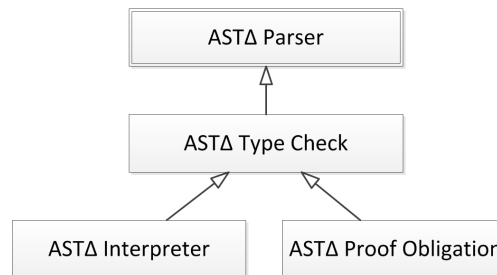 ASTΔ Parser
ASTΔ Type Check
ASTΔ Interpreter
ASTΔ Proof Obligation